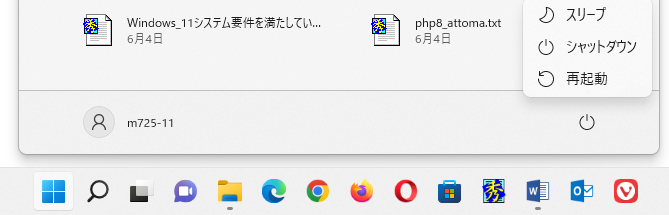 Windows_11システム要件を満たしてい...
6月4日
php8_attoma.txt
6月4日
スリープ
シャットダウン
再起動
m725-11